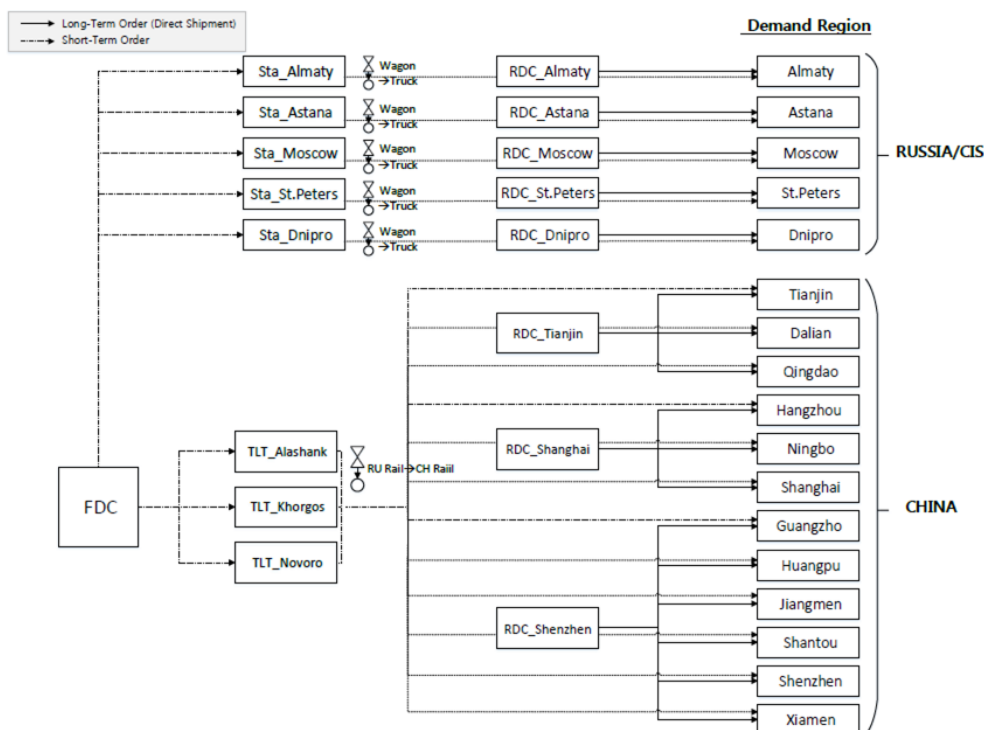 Long-Term Order (Direct Shipment)
Short-Term Order
Demand Region
Sta_Almaty
Wagon
→Truck
RDC_Almaty
Almaty
Sta_Astana
Wagon
→Truck
RDC_Astana
Astana
Sta_Moscow
Wagon
→Truck
RDC_Moscow
Moscow
RUSSIA/CIS
Sta_St.Peters
Wagon
→Truck
RDC_St.Peters
St.Peters
Sta_Dnipro
Wagon
→Truck
RDC_Dnipro
Dnipro
Tianjin
RDC_Tianjin
Dalian
Qingdao
Hangzhou
TLT_Alashank
RU Rail→CH Raiil
RDC_Shanghai
Ningbo
Shanghai
FDC
TLT_Khorgos
CHINA
Guangzho
TLT_Novoro
Huangpu
Jiangmen
RDC_Shenzhen
Shantou
Shenzhen
Xiamen